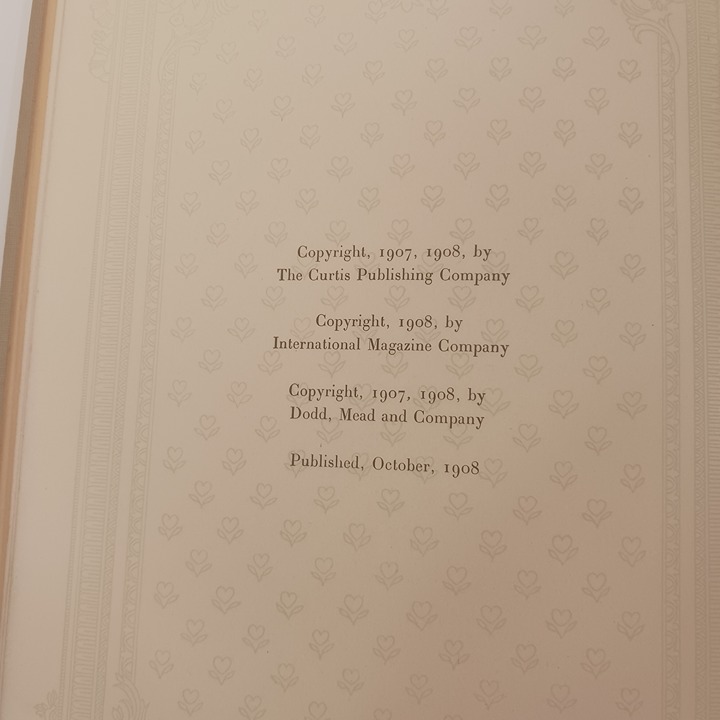 Copyright, 1907, 1908, by
The Curtis Publishing Company
Copyright, 1908, by
International Magazine Company
Copyright, 1907, 1908, by
Dodd, Mead and Company
Published, October, 1908